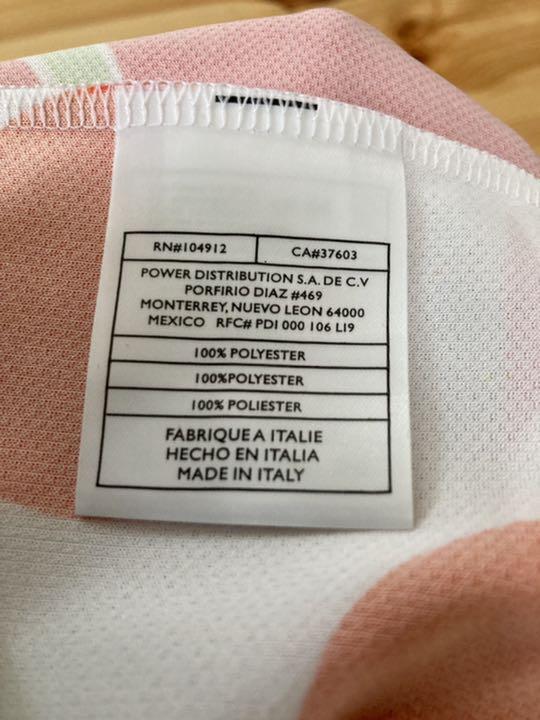 RN#104912 CA#37603
POWER DISTRIBUTION S.A. DE C.V
PORFIRIO DIAZ #469
MONTERREY, NUEVO LEON 64000
MEXICO RFC# PDI 000 106 LI9
100% POLYESTER
100%POLYESTER
100% POLIESTER
FABRIQUE A ITALIE
HECHO EN ITALIA
MADE IN ITALY